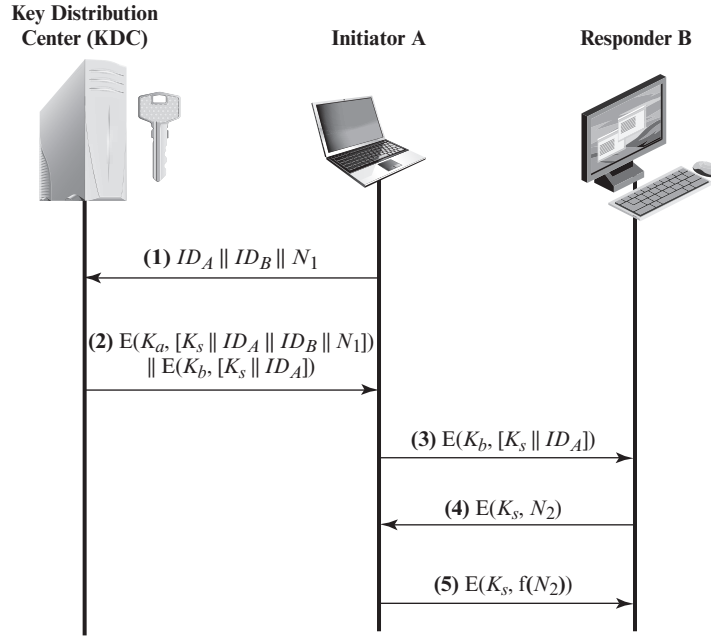 Key Distribution
Center (KDC)
Initiator A
Responder B
(1) ID_A || ID_B || N_1
(2) E(K_a, [K_s || ID_A || ID_B || N_1])
|| E(K_b, [K_s || ID_A])
(3) E(K_b, [K_s || ID_A])
(4) E(K_s, N_2)
(5) E(K_s, f(N_2))